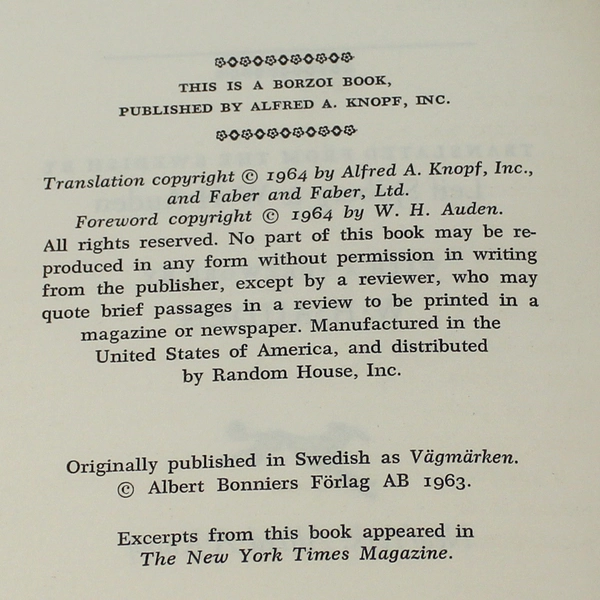 THIS IS A BORZOI BOOK,
PUBLISHED BY ALFRED A. KNOPF, INC.
Translation copyright © 1964 by Alfred A. Knopf, Inc.,
and Faber and Faber, Ltd.
Foreword copyright © 1964 by W. H. Auden.
All rights reserved. No part of this book may be re-
produced in any form without permission in writing
from the publisher, except by a reviewer, who may
quote brief passages in a review to be printed in a
magazine or newspaper. Manufactured in the
United States of America, and distributed
by Random House, Inc.
Originally published in Swedish as Vägmärken.
© Albert Bonniers Förlag AB 1963.
Excerpts from this book appeared in
The New York Times Magazine.